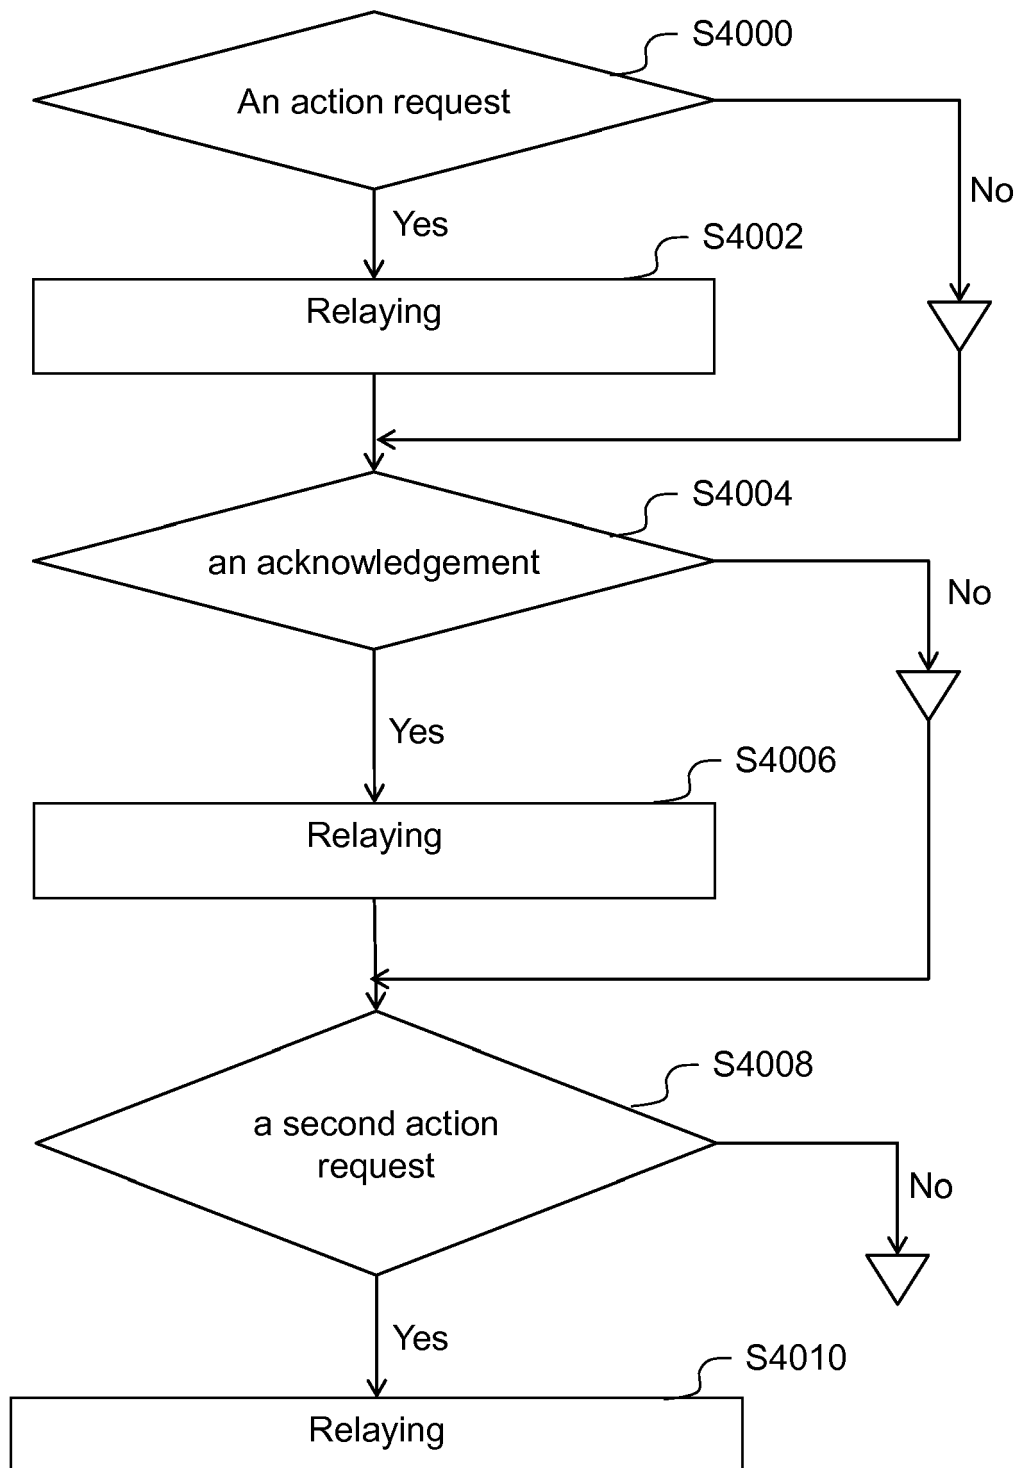 S4000
An action request
No
Yes
S4002
Relaying
S4004
an acknowledgement
No
Yes
S4006
Relaying
S4008
a second action
request
No
Yes
S4010
Relaying